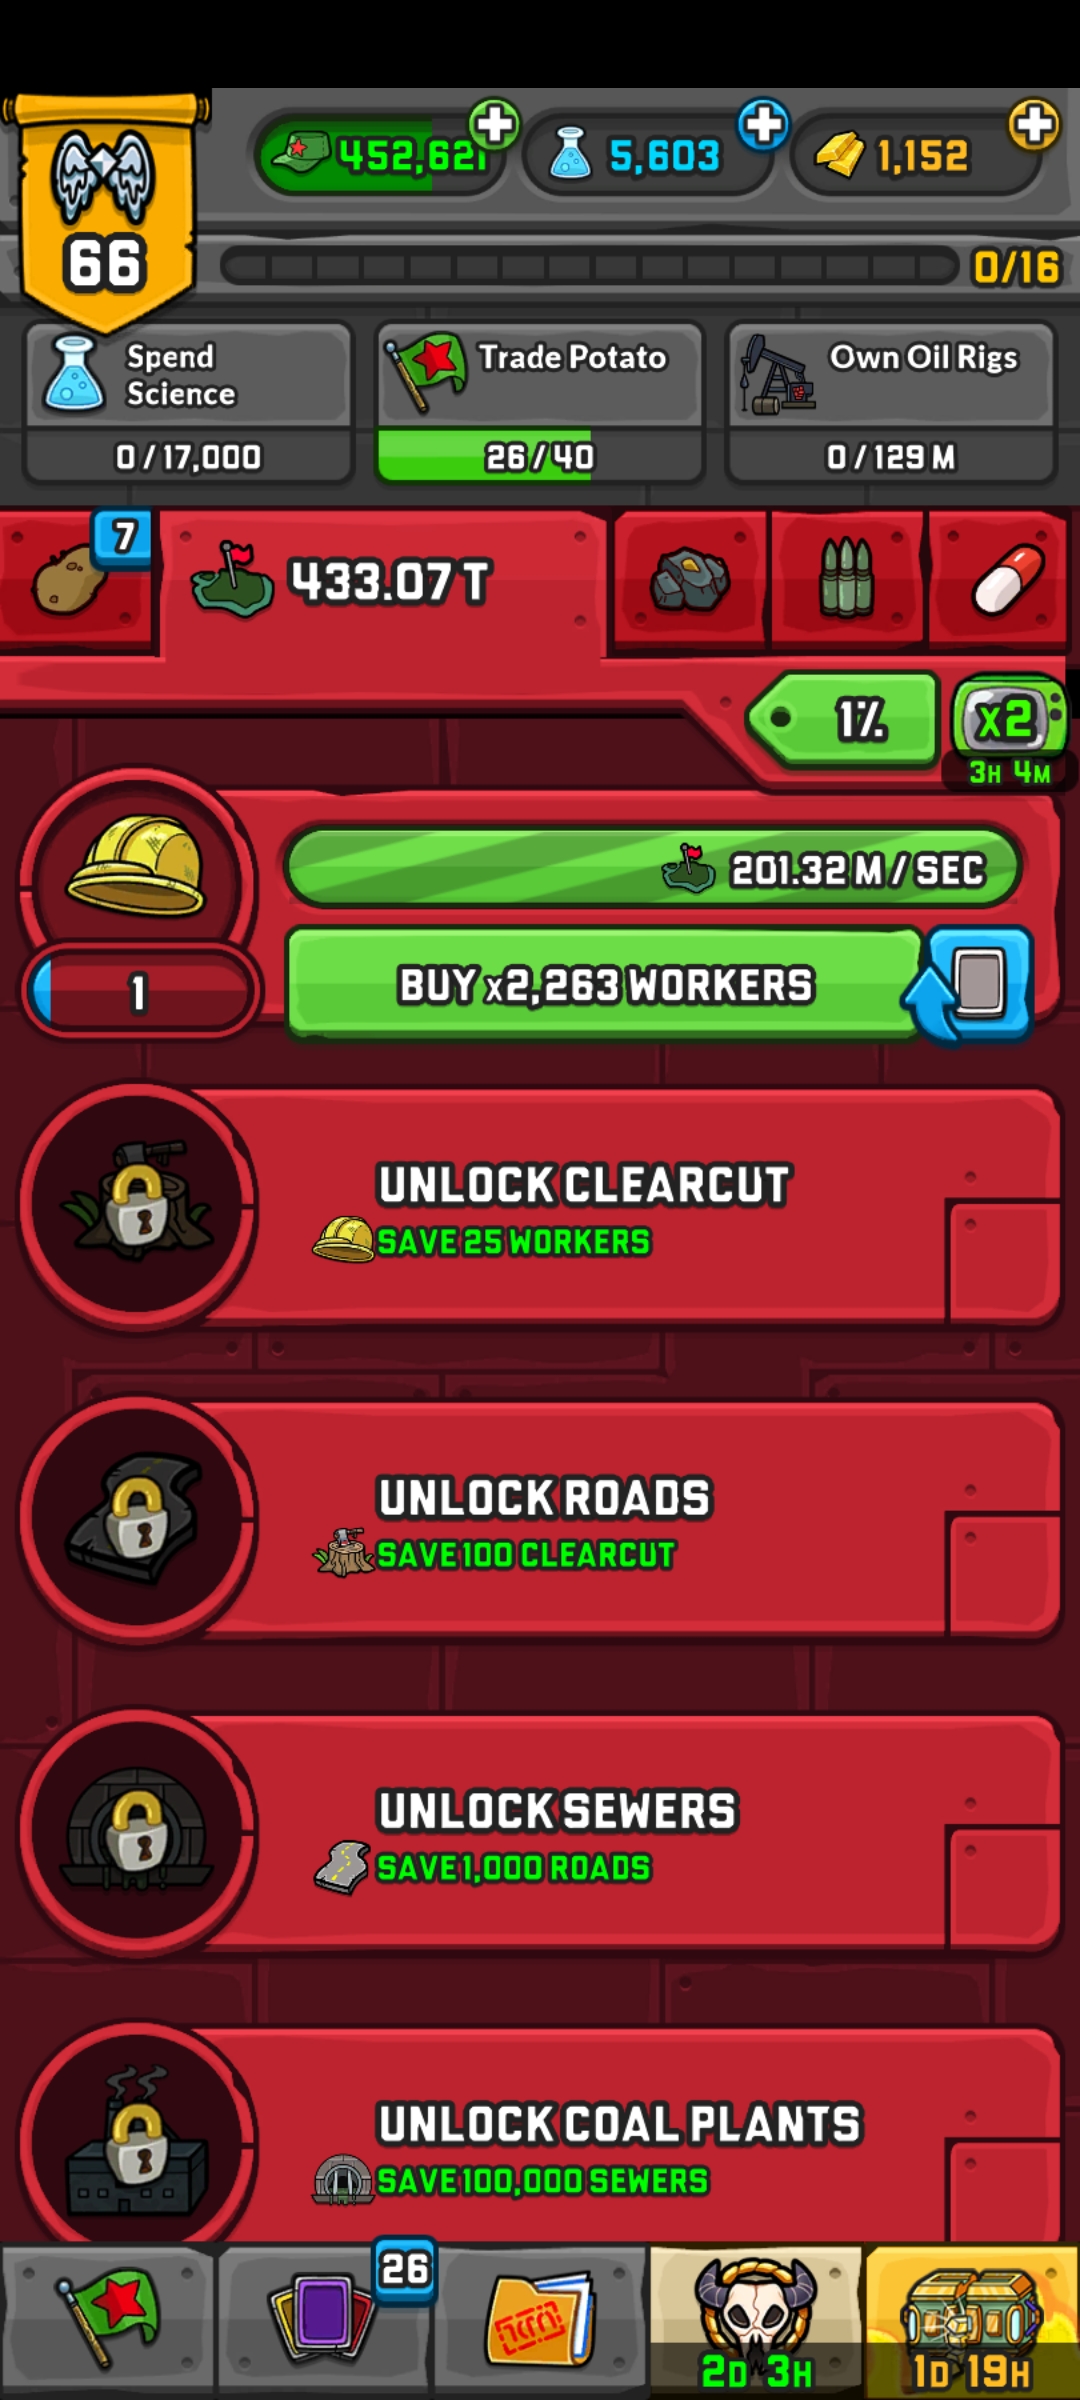 452,621
5,603
1,152
66
0/16
Spend
Science
0 / 17,000
Trade Potato
26 / 40
Own Oil Rigs
0 / 129 M
7
433.07 T
1%
x2
3H 4M
201.32 M / SEC
1
BUY x2,263 WORKERS
UNLOCK CLEARCUT
SAVE 25 WORKERS
UNLOCK ROADS
SAVE 100 CLEARCUT
UNLOCK SEWERS
SAVE 1,000 ROADS
UNLOCK COAL PLANTS
SAVE 100,000 SEWERS
26
2D 3H
1D 19H